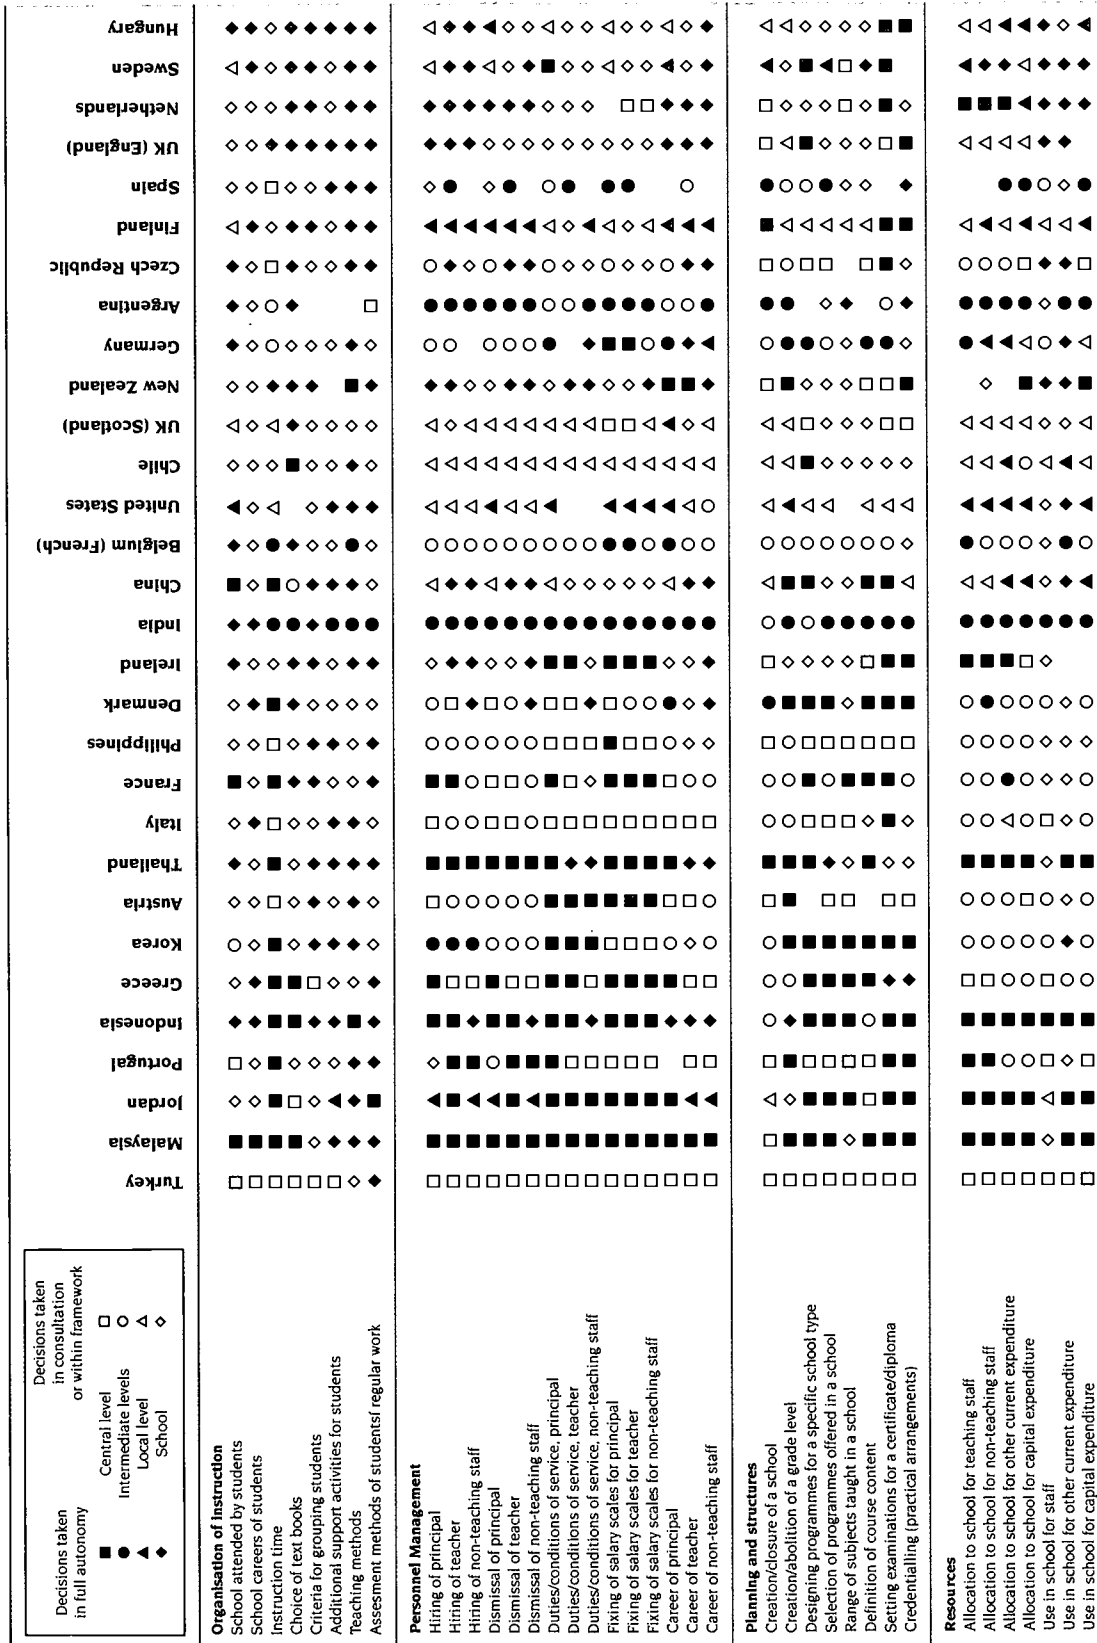 Decisions taken in full autonomy
Decisions taken in consultation or within framework
■ Central level □
● Intermediate levels ○
▲ Local level △
◆ School ◇
Turkey
Malaysia
Jordan
Portugal
Indonesia
Greece
Korea
Austria
Thailand
Italy
France
Philippines
Denmark
Ireland
India
China
Belgium (French)
United States
Chile
UK (Scotland)
New Zealand
Germany
Argentina
Czech Republic
Finland
Spain
UK (England)
Netherlands
Sweden
Hungary
Organisation of instruction
School attended by students
School careers of students
Instruction time
Choice of text books
Criteria for grouping students
Additional support activities for students
Teaching methods
Assessment methods of students' regular work
Personnel Management
Hiring of principal
Hiring of teacher
Hiring of non-teaching staff
Dismissal of principal
Dismissal of teacher
Dismissal of non-teaching staff
Duties/conditions of service, principal
Duties/conditions of service, teacher
Duties/conditions of service, non-teaching staff
Fixing of salary scales for principal
Fixing of salary scales for teacher
Fixing of salary scales for non-teaching staff
Career of principal
Career of teacher
Career of non-teaching staff
Planning and structures
Creation/closure of a school
Creation/abolition of a grade level
Designing programmes for a specific school type
Selection of programmes offered in a school
Range of subjects taught in a school
Definition of course content
Setting examinations for a certificate/diploma
Credentialling (practical arrangements)
Resources
Allocation to school for teaching staff
Allocation to school for non-teaching staff
Allocation to school for other current expenditure
Allocation to school for capital expenditure
Use in school for staff
Use in school for other current expenditure
Use in school for capital expenditure